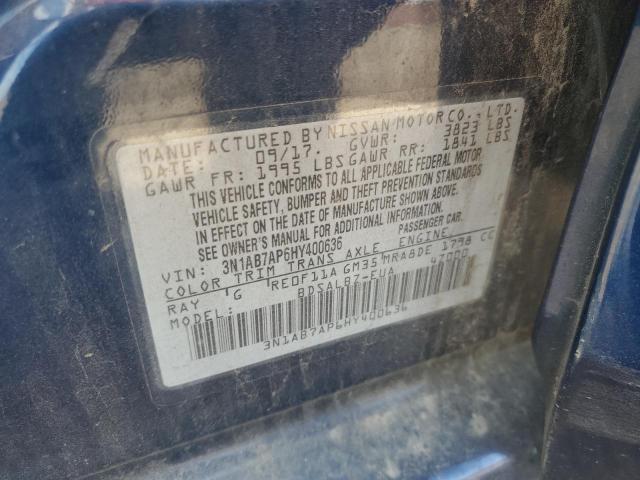 MANUFACTURED BY NISSAN MOTOR CO., LTD.
DATE: 09/17. GVWR: 3823 LBS
GAWR FR: 1995 LBS GAWR RR: 1841 LBS
THIS VEHICLE CONFORMS TO ALL APPLICABLE FEDERAL MOTOR
VEHICLE SAFETY, BUMPER AND THEFT PREVENTION STANDARDS
IN EFFECT ON THE DATE OF MANUFACTURE SHOWN ABOVE.
SEE OWNER'S MANUAL FOR ADDITIONAL INFORMATION.
VIN: 3N1AB7AP6HY400636 PASSENGER CAR.
COLOR TRIM TRANS AXLE ENGINE
RAY G RE0F11A GM35 MRA8DE 1798 CC
MODEL: BDSALB7-EUA 47000
3N1AB7AP6HY400636